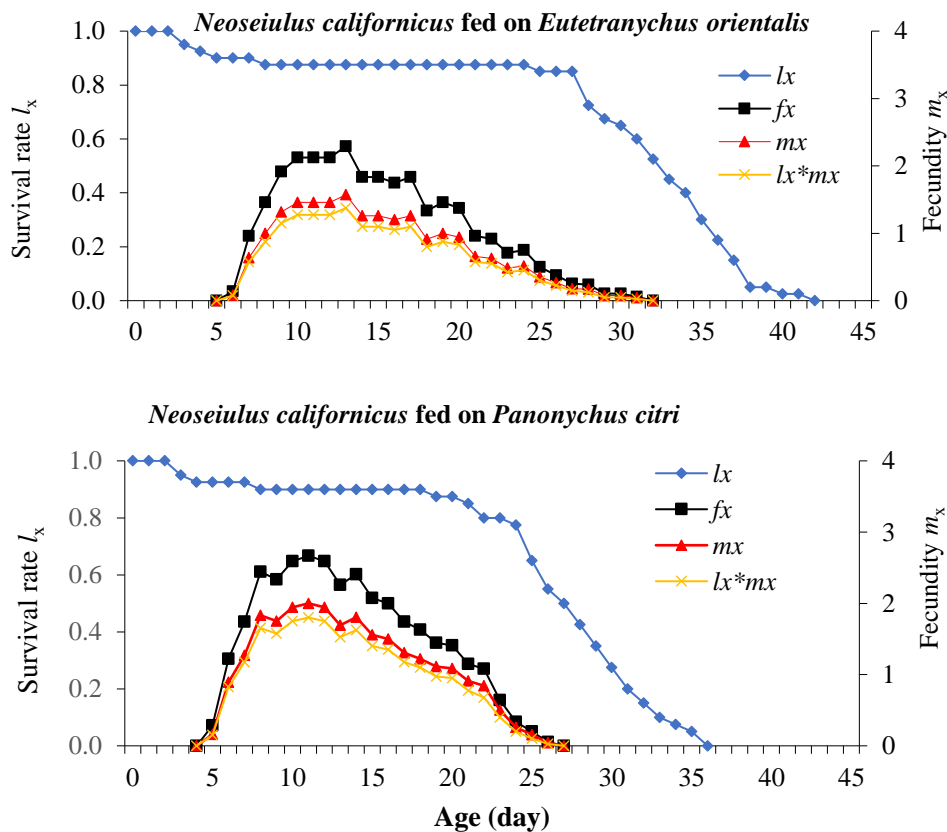 Neoseiulus californicus fed on Eutetranychus orientalis
1.0
0.8
0.6
0.4
0.2
0.0
Survival rate lx
4
3
2
1
0
Fecundity mx
lx
fx
mx
lx*mx
0 5 10 15 20 25 30 35 40 45
Neoseiulus californicus fed on Panonychus citri
1.0
0.8
0.6
0.4
0.2
0.0
Survival rate lx
4
3
2
1
0
Fecundity mx
lx
fx
mx
lx*mx
0 5 10 15 20 25 30 35 40 45
Age (day)